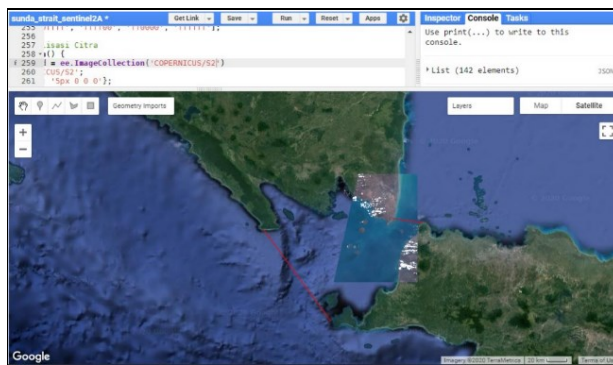 sunda_strait_sentinel2A *
Get Link
Save
Run
Reset
Apps
Inspector Console Tasks
256
257 isasi Citra
258 () {
259 = ee.ImageCollection('COPERNICUS/S2')
260 CUS/S2';
261 '5px 0 0 0'};
Use print(...) to write to this
console.
List (142 elements)
JSON
Geometry Imports
Layers
Map
Satellite
Google
Imagery ©2020 TerraMetrics
20 km
Terms of Us